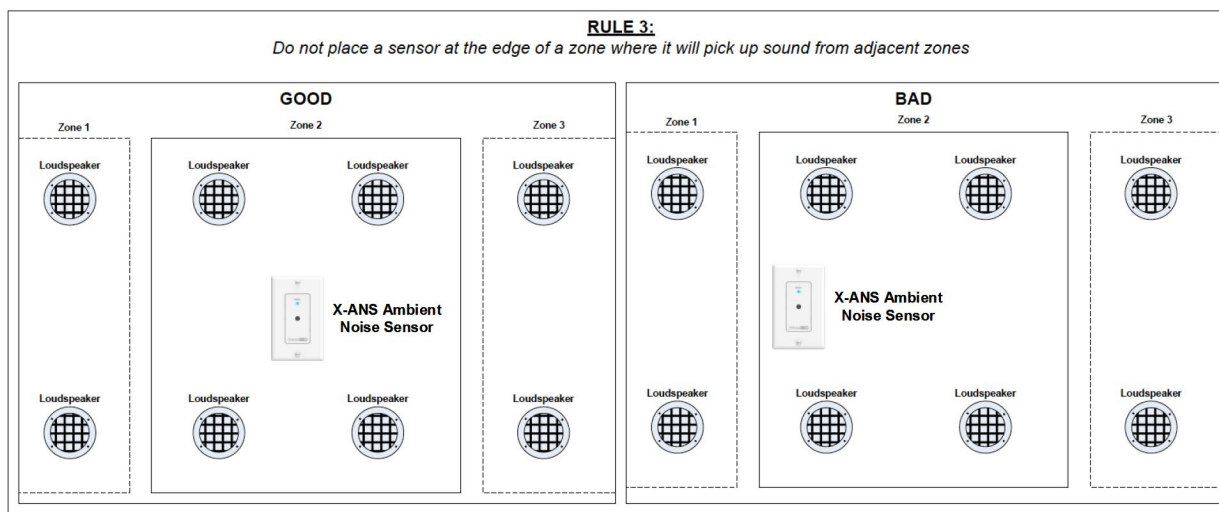 RULE 3:
Do not place a sensor at the edge of a zone where it will pick up sound from adjacent zones
GOOD
Zone 1
Zone 2
Zone 3
Loudspeaker
Loudspeaker
Loudspeaker
Loudspeaker
X-ANS Ambient
Noise Sensor
Loudspeaker
Loudspeaker
Loudspeaker
Loudspeaker
BAD
Zone 1
Zone 2
Zone 3
Loudspeaker
Loudspeaker
Loudspeaker
Loudspeaker
X-ANS Ambient
Noise Sensor
Loudspeaker
Loudspeaker
Loudspeaker
Loudspeaker